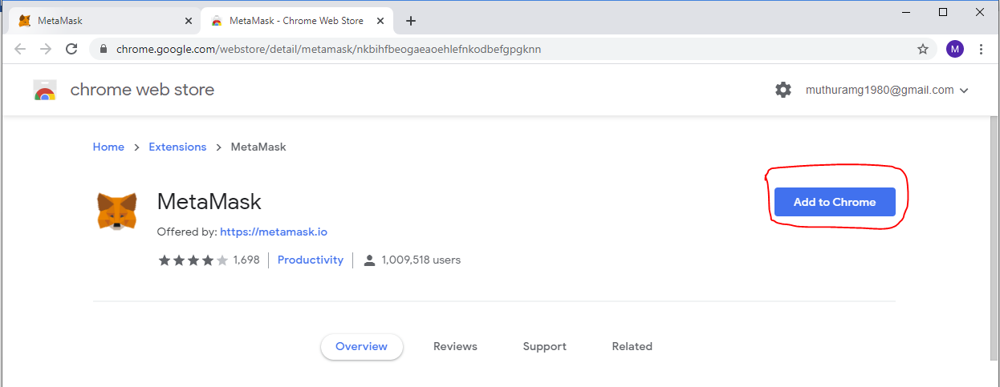 MetaMask
MetaMask - Chrome Web Store
chrome.google.com/webstore/detail/metamask/nkbihfbeogaeaoehlefnkodbefgpgknn
M
chrome web store
muthuramg1980@gmail.com
Home > Extensions > MetaMask
MetaMask
Add to Chrome
Offered by: https://metamask.io
1,698 Productivity 1,009,518 users
Overview Reviews Support Related